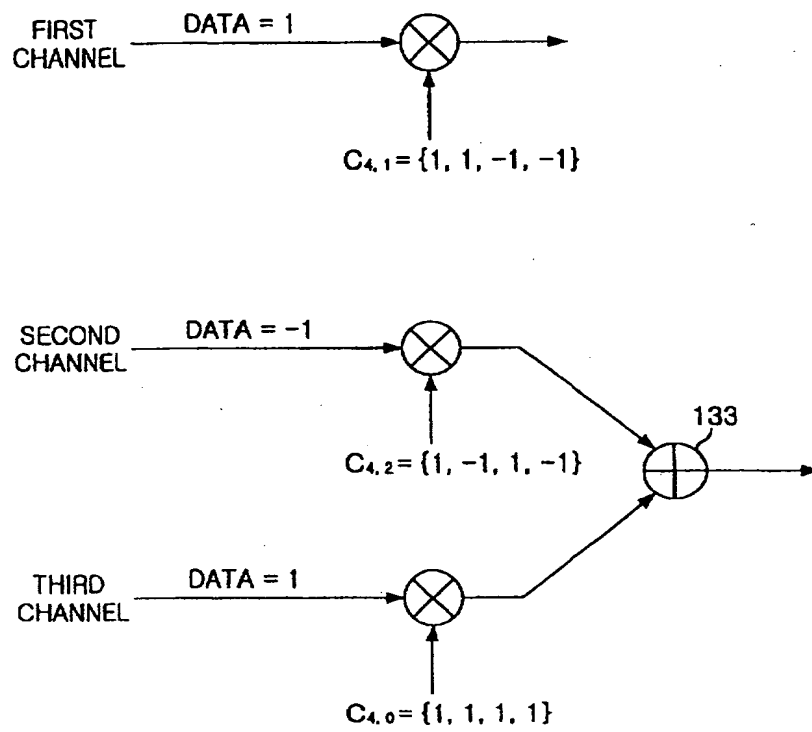 FIRST
CHANNEL
DATA = 1
C4, 1 = {1, 1, -1, -1}
SECOND
CHANNEL
DATA = -1
133
C4, 2 = {1, -1, 1, -1}
THIRD
CHANNEL
DATA = 1
C4, 0 = {1, 1, 1, 1}